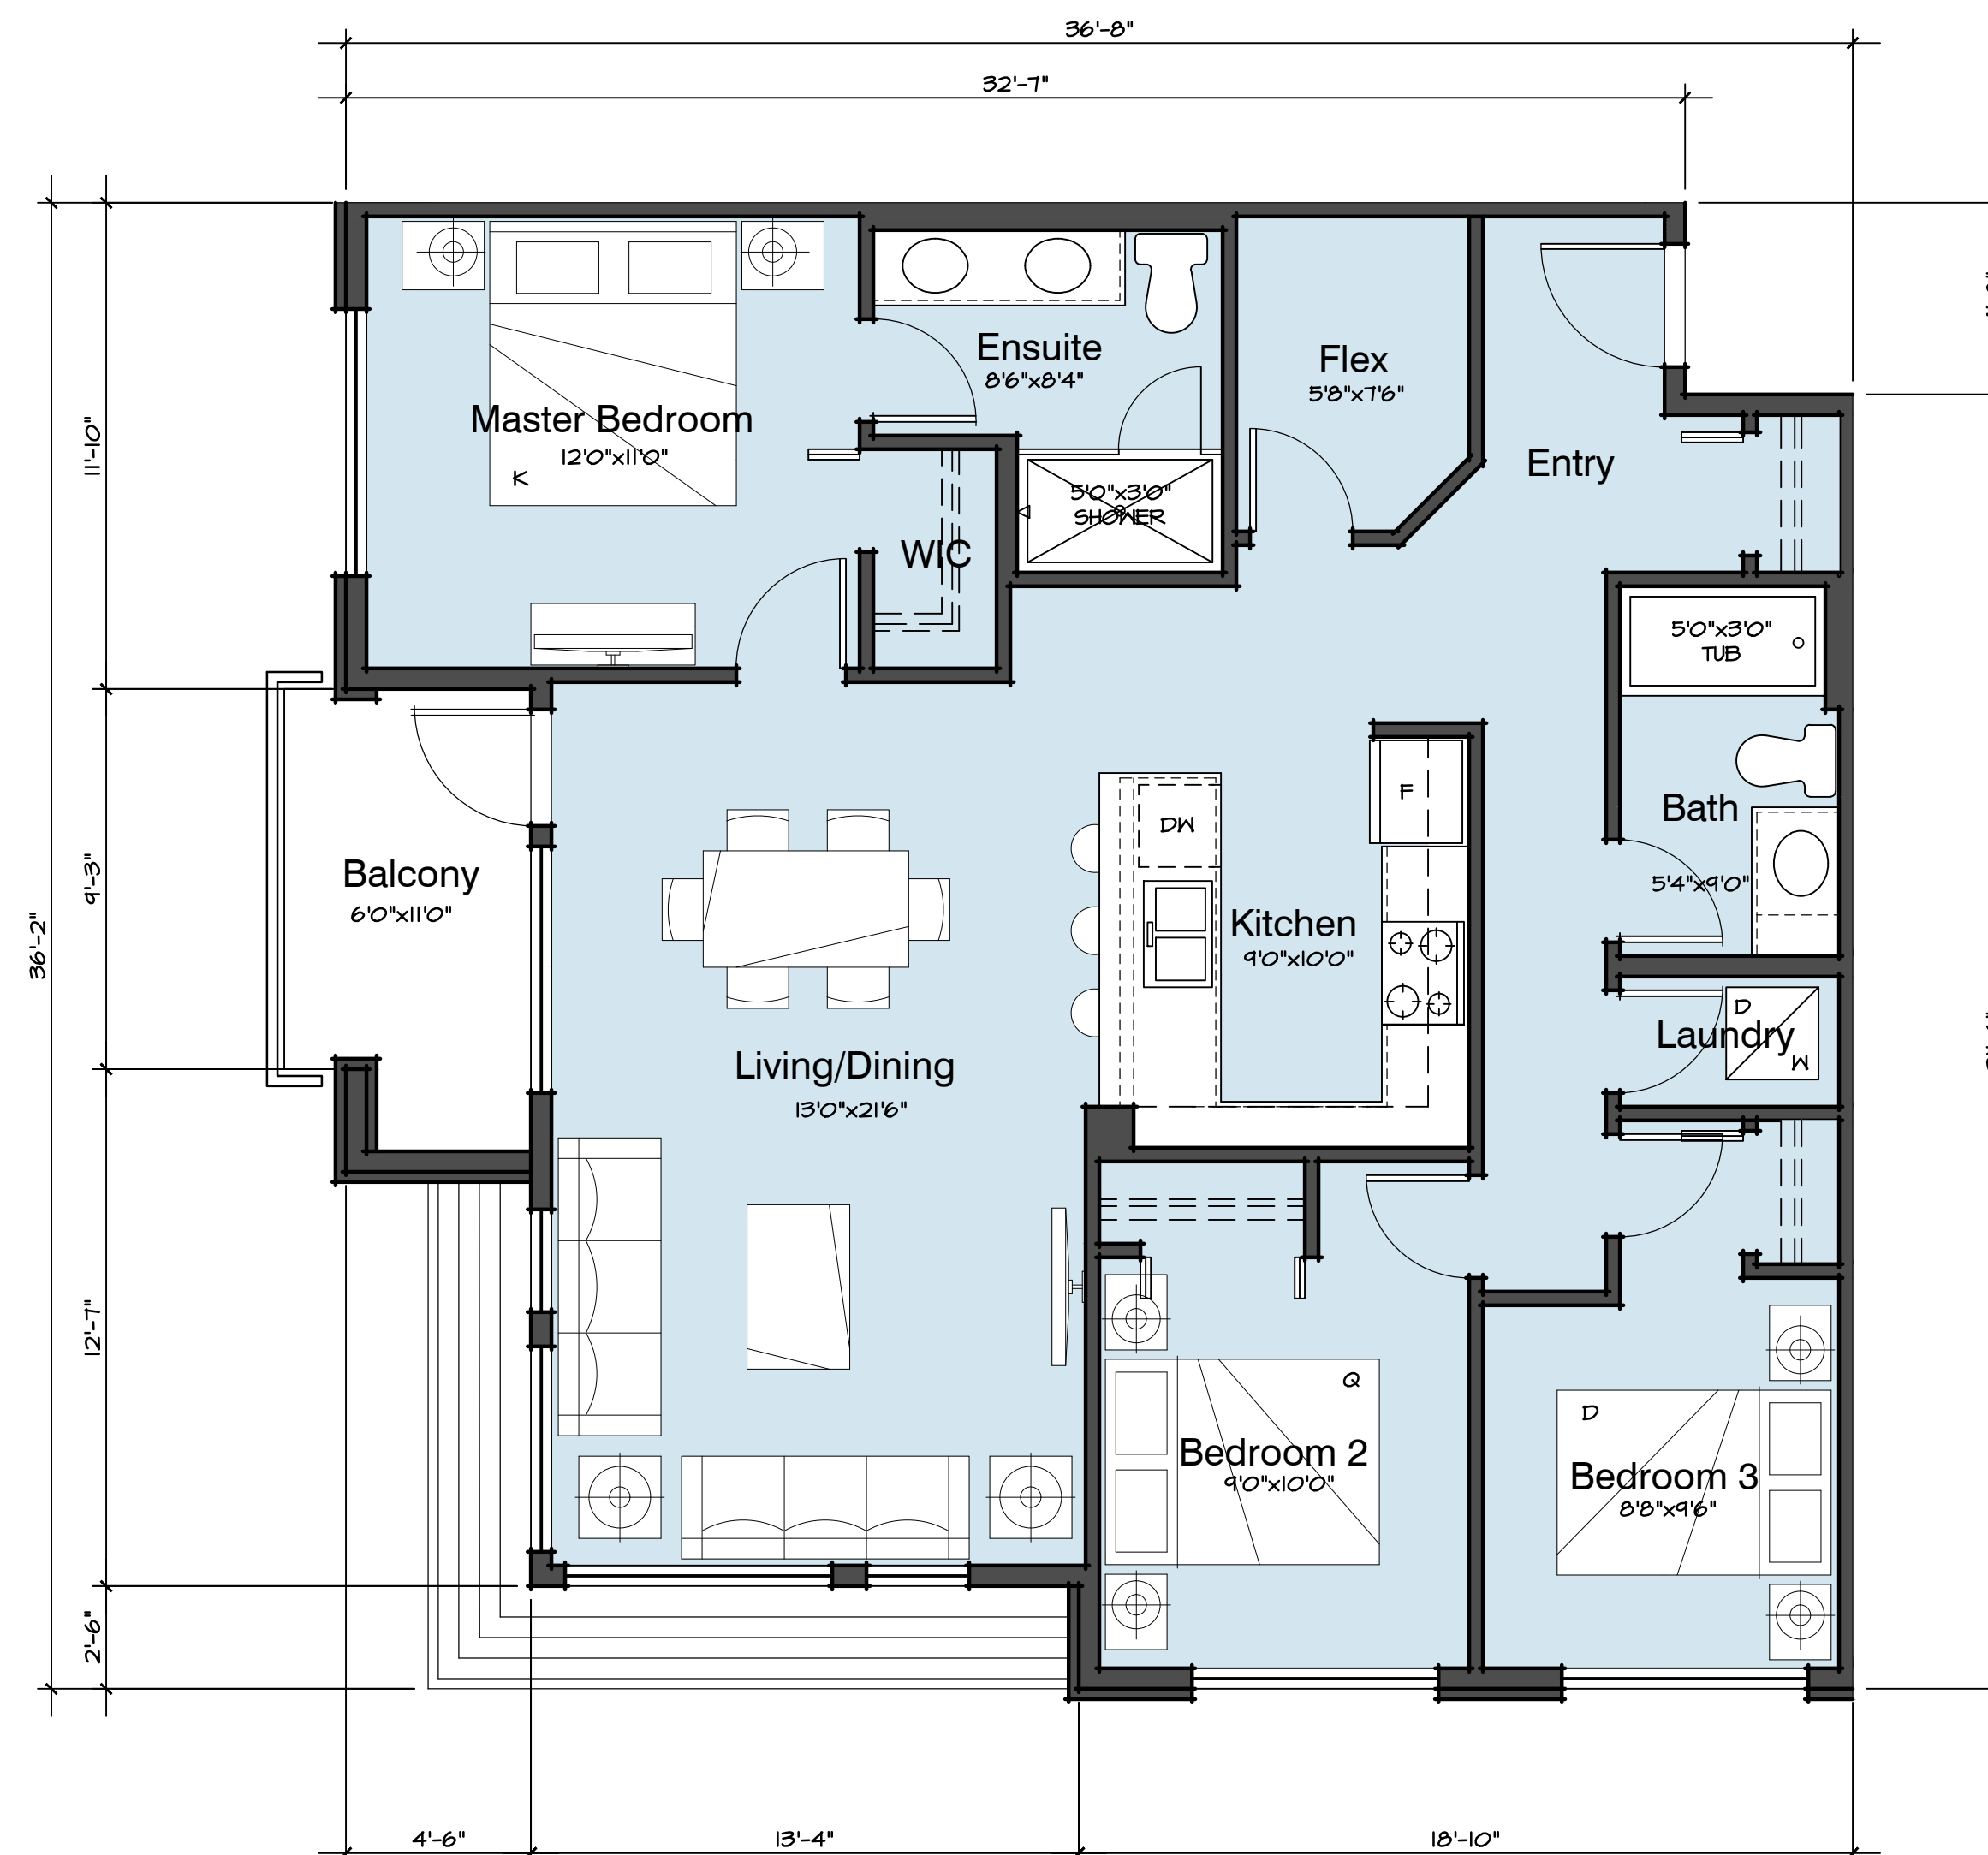 36'-8"
32'-7"
36'-2"
11'-10"
9'-3"
12'-7"
2'-6"
Master Bedroom
12'0"x11'0"
K
Ensuite
8'6"x8'4"
5'0"x3'0"
SHOWER
WIC
Flex
5'8"x7'6"
Entry
5'0"x3'0"
TUB
Bath
5'4"x9'0"
Balcony
6'0"x11'0"
DW
F
Kitchen
9'0"x10'0"
Living/Dining
13'0"x21'6"
D
Laundry
W
Q
Bedroom 2
9'0"x10'0"
D
Bedroom 3
8'8"x9'6"
4'-6"
13'-4"
18'-10"